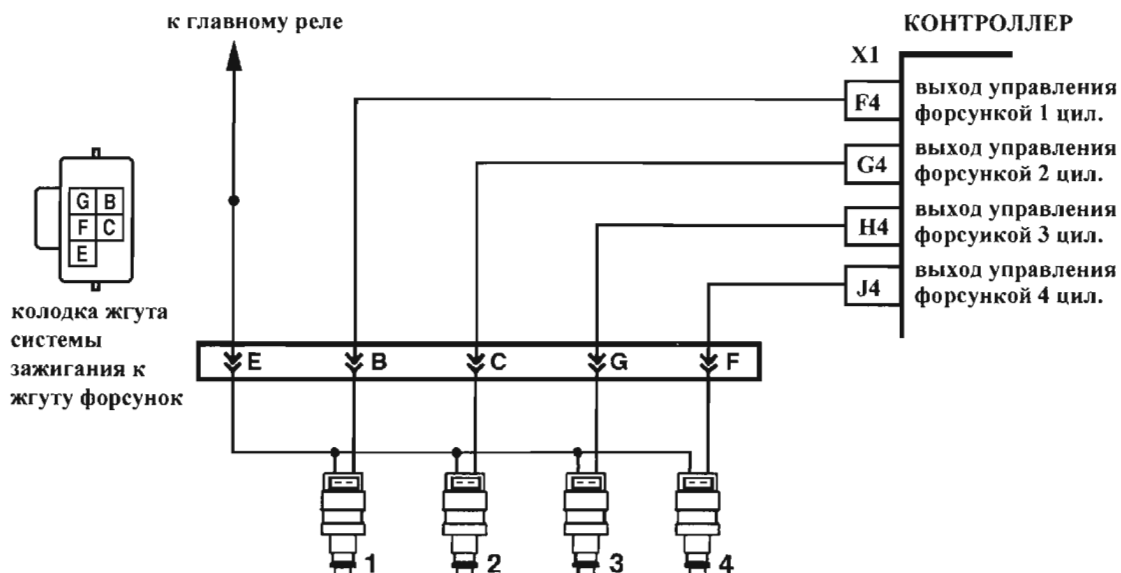 к главному реле
КОНТРОЛЛЕР
X1
F4
выход управления
форсункой 1 цил.
G4
выход управления
форсункой 2 цил.
H4
выход управления
форсуикой 3 цил.
J4
выход управления
форсункой 4 цил.
G B
F C
E
колодка жгута
системы
зажигания к
жгуту форсунок
E B C G F
1 2 3 4